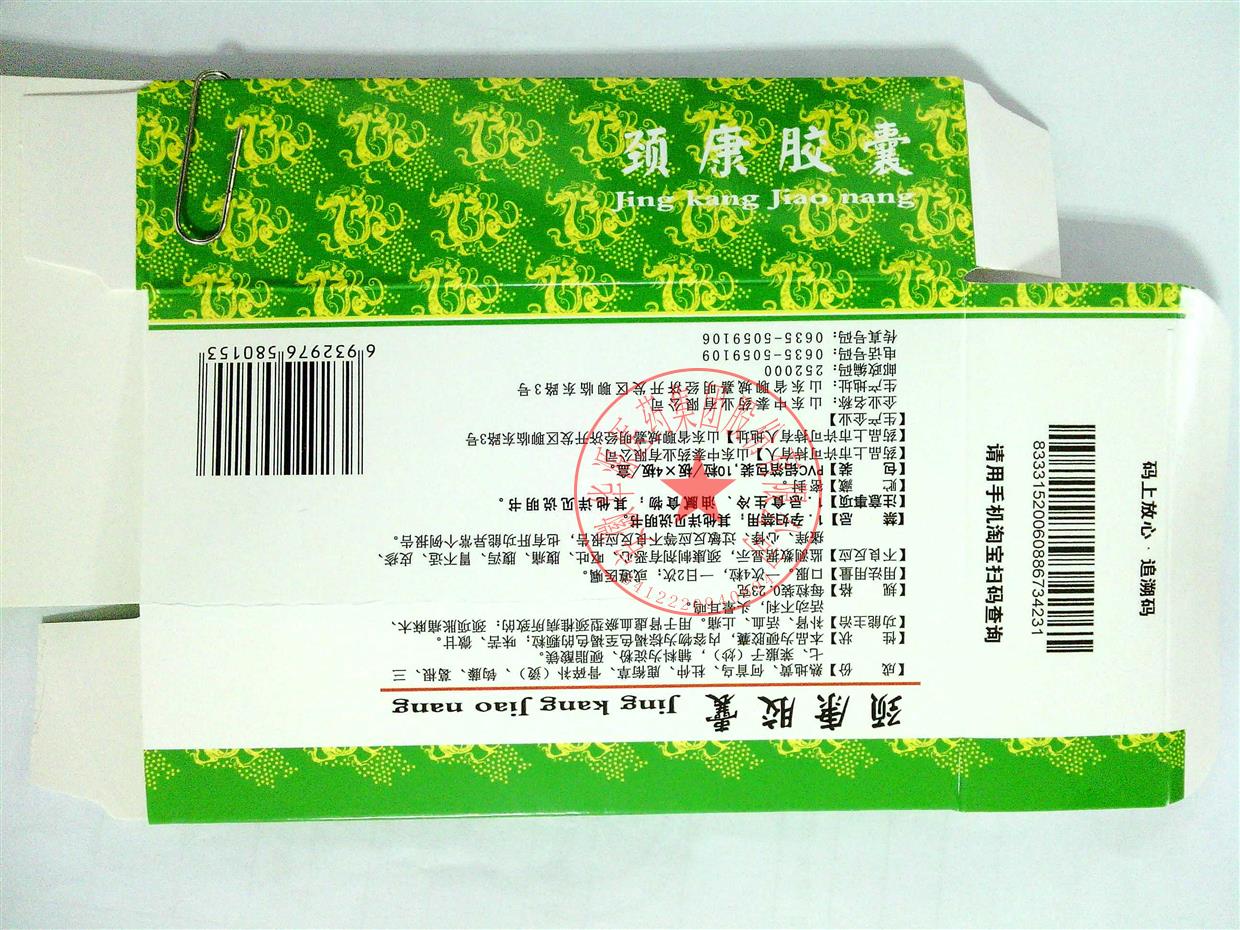 颈康胶囊
Jing kang Jiao nang
颈康胶囊 Jing kang Jiao nang
【成 份】熟地黄、何首乌、杜仲、鹿衔草、骨碎补(烫)、钩藤、葛根、三
七、莱菔子(炒),辅料为淀粉、硬脂酸镁。
【性 状】本品为硬胶囊,内容物为棕褐色至褐色的颗粒;味苦、微甘。
【功能主治】补肾、活血、止痛。用于肾虚血瘀型颈椎病所致的:颈项胀痛麻木、
活动不利,头晕耳鸣。
【规 格】每粒装0.23克
【用法用量】口服。一次4粒,一日2次;或遵医嘱。
【不良反应】监测数据显示,颈康制剂有恶心、呕吐、腹痛、腹泻、胃不适、皮疹、
瘙痒、心悸、过敏反应等不良反应报告,也有肝功能异常个例报告。
【禁 忌】1.孕妇禁用;其他详见说明书。
【注意事项】1.忌食生冷、油腻食物;其他详见说明书。
【贮 藏】密封。
【包 装】PVC铝箔包装,10粒/板×4板/盒。
【药品上市许可持有人】山东中泰药业有限公司
【药品上市许可持有人地址】山东省聊城嘉明经济开发区聊临东路3号
【生产企业】
企业名称:山东中泰药业有限公司
生产地址:山东省聊城嘉明经济开发区聊临东路3号
邮政编码:252000
电话号码:0635-5059109
传真号码:0635-5059106
6 932976 580153
码上放心·追溯码
83331520060886734231
请用手机淘宝扫码查询